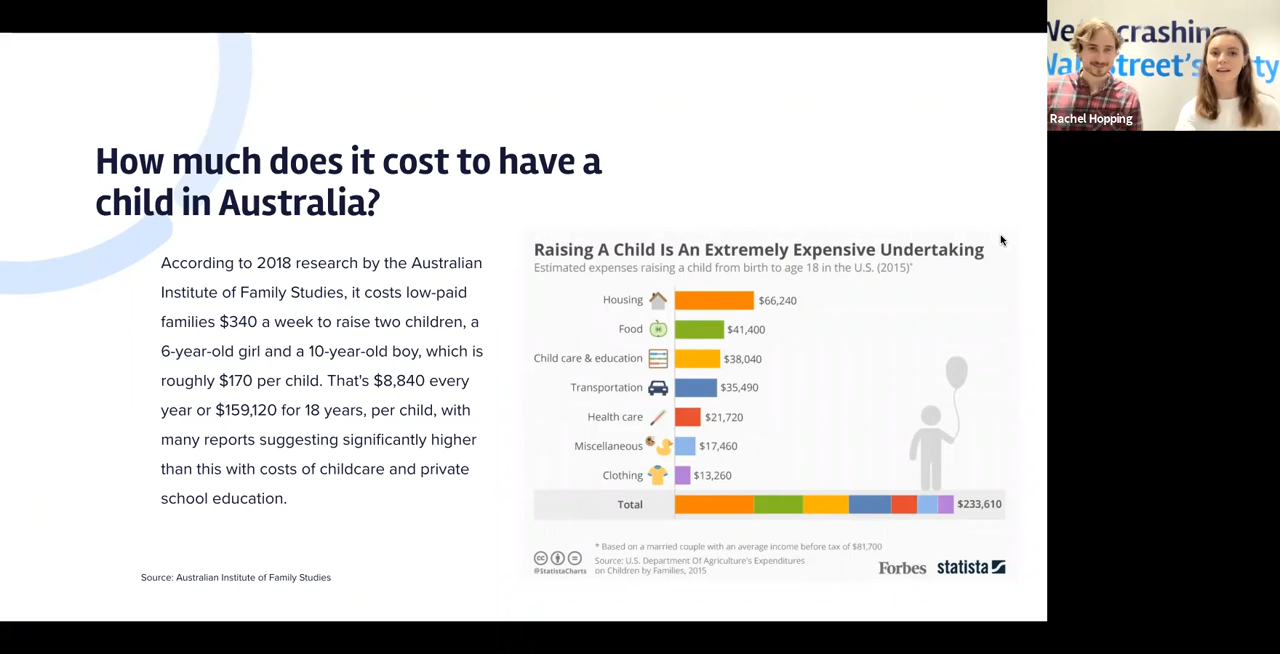 How much does it cost to have a
child in Australia?
According to 2018 research by the Australian
Institute of Family Studies, it costs low-paid
families $340 a week to raise two children, a
6-year-old girl and a 10-year-old boy, which is
roughly $170 per child. That's $8,840 every
year or $159,120 for 18 years, per child, with
many reports suggesting significantly higher
than this with costs of childcare and private
school education.
Source: Australian Institute of Family Studies
Raising A Child Is An Extremely Expensive Undertaking
Estimated expenses raising a child from birth to age 18 in the U.S. (2015)*
Housing $66,240
Food $41,400
Child care & education $38,040
Transportation $35,490
Health care $21,720
Miscellaneous $17,460
Clothing $13,260
Total $233,610
* Based on a married couple with an average income before tax of $81,700
Source: U.S. Department Of Agriculture's Expenditures
on Children by Families, 2015
@StatistaCharts
Forbes statista
crashing
treet's
Rachel Hopping